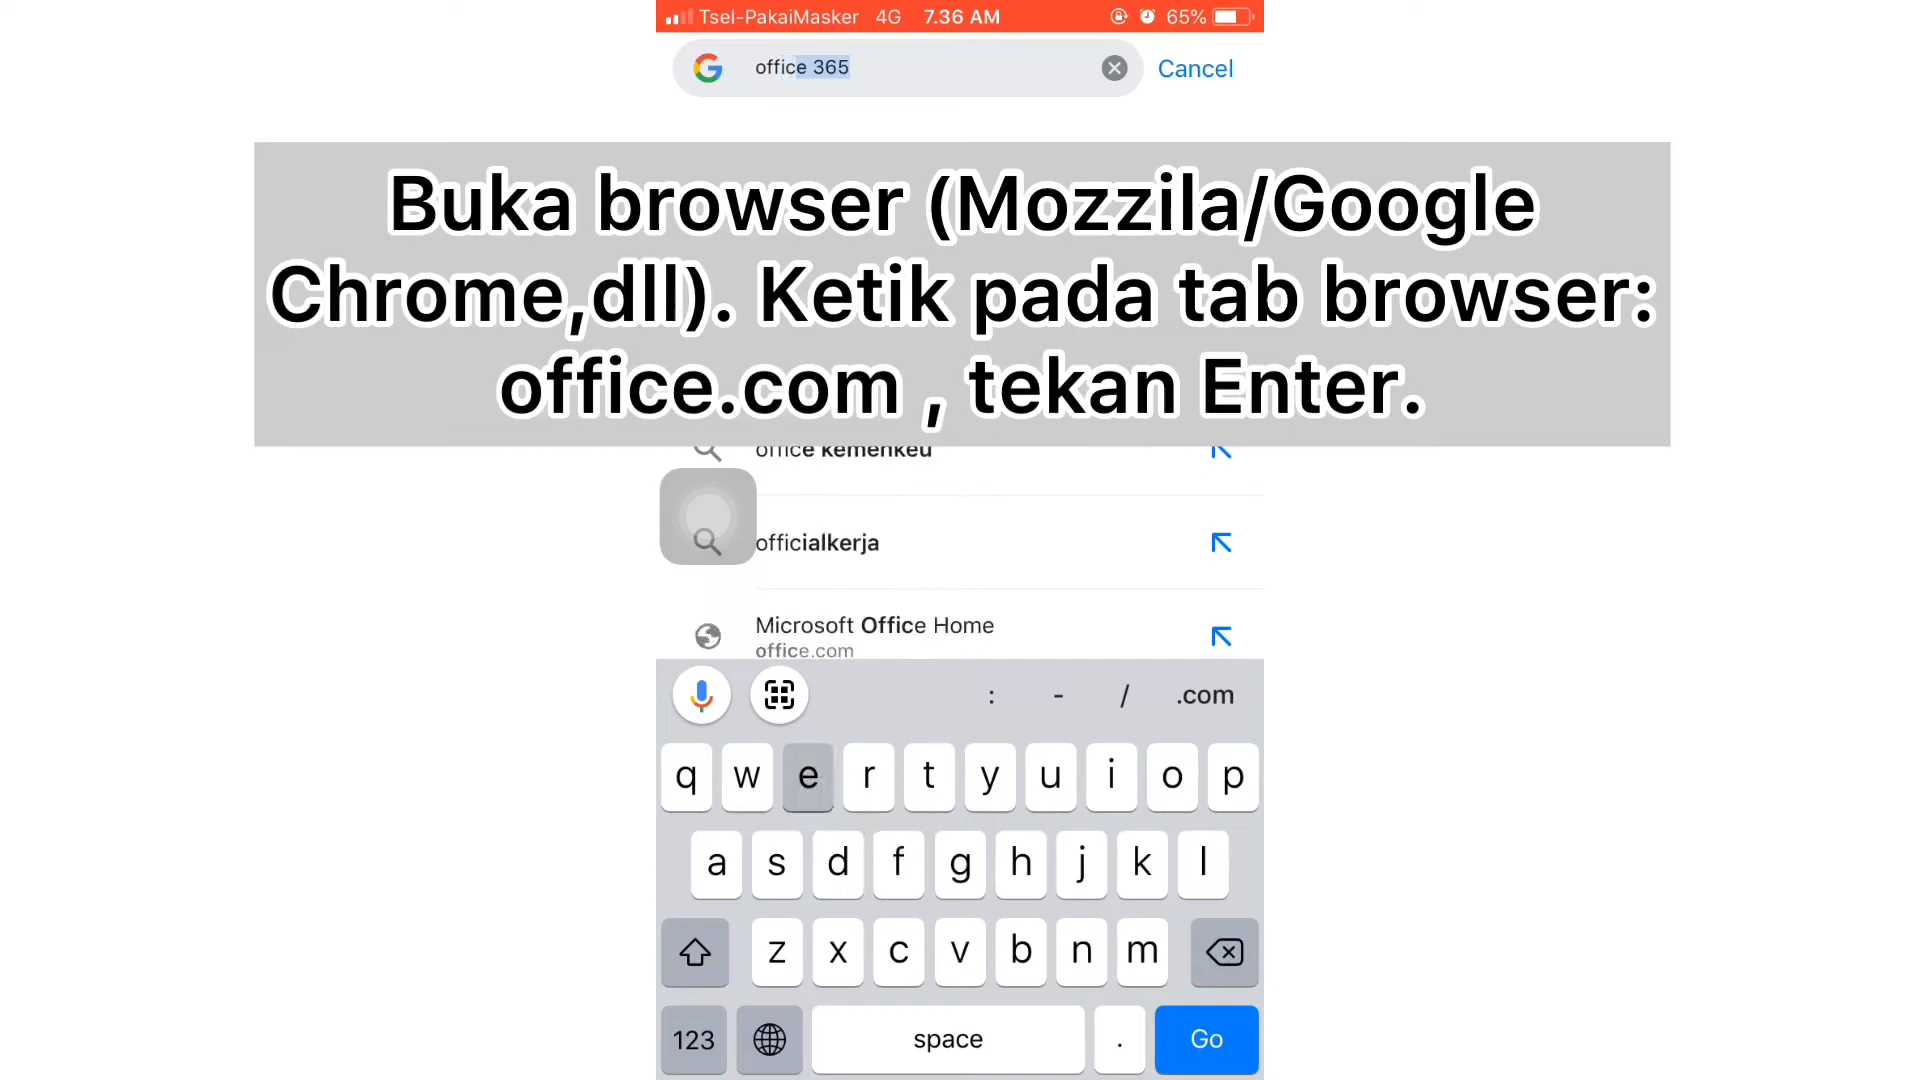 Tsel-PakaiMasker 4G 7.36 AM 65%
office 365
Cancel
Buka browser (Mozzila/Google
Chrome,dll). Ketik pada tab browser:
office.com , tekan Enter.
office kemenkeu
officialkerja
Microsoft Office Home
office.com
: - / .com
q w e r t y u i o p
a s d f g h j k l
z x c v b n m
123 space . Go